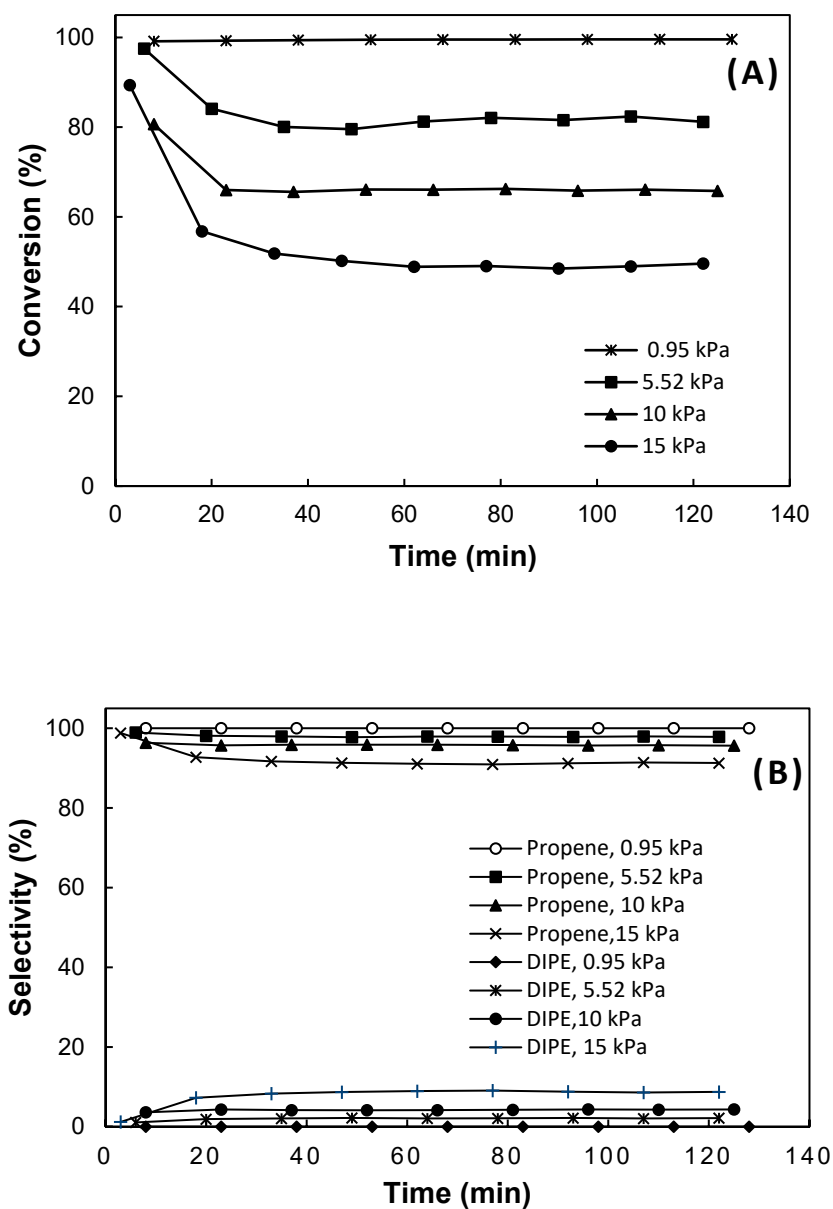 (A)
Conversion (%)
100
80
60
40
20
0
0 20 40 60 80 100 120 140
Time (min)
0.95 kPa
5.52 kPa
10 kPa
15 kPa
(B)
Selectivity (%)
100
80
60
40
20
0
0 20 40 60 80 100 120 140
Time (min)
Propene, 0.95 kPa
Propene, 5.52 kPa
Propene, 10 kPa
Propene,15 kPa
DIPE, 0.95 kPa
DIPE, 5.52 kPa
DIPE,10 kPa
DIPE, 15 kPa